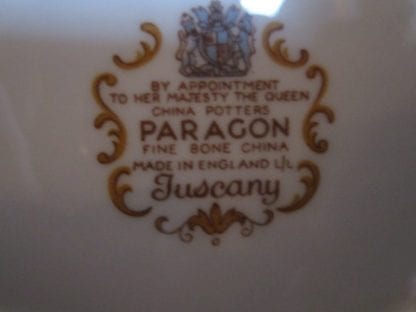 BY APPOINTMENT
TO HER MAJESTY THE QUEEN
CHINA POTTERS
PARAGON
FINE BONE CHINA
MADE IN ENGLAND L/L
Tuscany